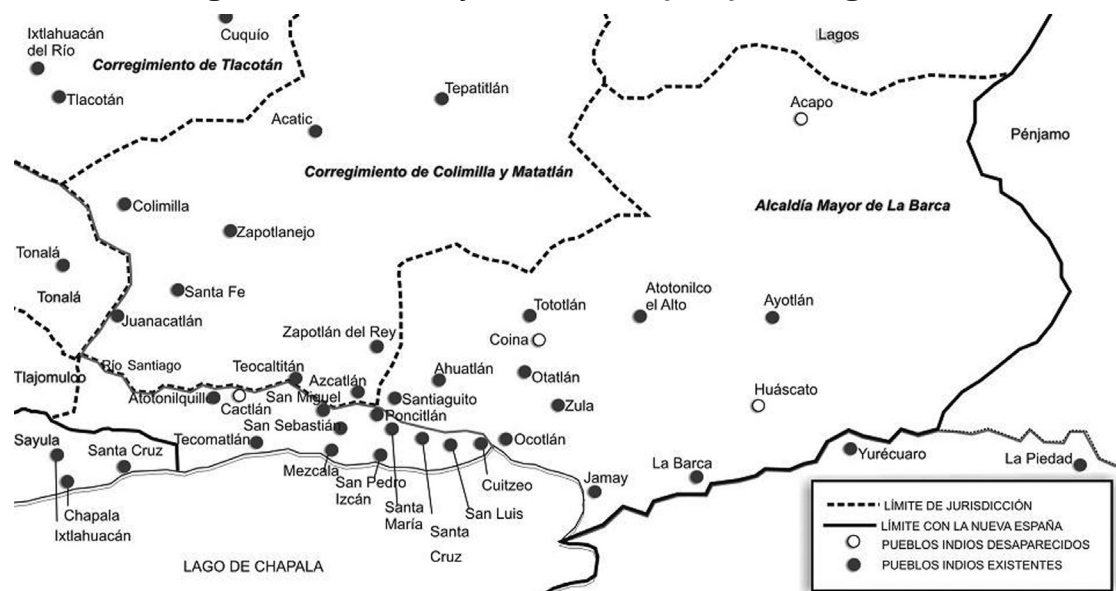 Ixtlahuacán
del Río
Cuquío
Lagos
Corregimiento de Tlacotán
Tepatitlán
Tlacotán
Acapo
Acatic
Pénjamo
Corregimiento de Colimilla y Matatlán
Colimilla
Alcaldía Mayor de La Barca
Zapotlanejo
Tonalá
Tonalá
Santa Fe
Atotonilco
el Alto
Ayotlán
Tototlán
Juanacatlán
Zapotlán del Rey
Coina
Río Santiago
Teocaltitán
Tlajomulco
Azcatlán
Ahuatlán
Otatlán
Huáscato
Atotonilquillo
San Miguel
Santiaguito
Cactlán
Zula
Poncitlán
San Sebastián
Sayula
Tecomatlán
Ocotlán
Santa Cruz
Yurécuaro
La Piedad
La Barca
Mezcala
San Pedro
Izcán
Cuitzeo
Jamay
Santa
María
San Luis
Chapala
Ixtlahuacán
Santa
Cruz
LAGO DE CHAPALA
LÍMITE DE JURISDICCIÓN
LÍMITE CON LA NUEVA ESPAÑA
PUEBLOS INDIOS DESAPARECIDOS
PUEBLOS INDIOS EXISTENTES